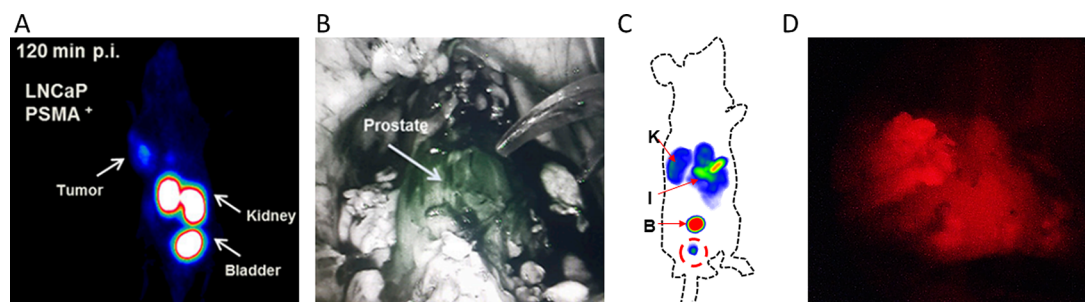 A
B
C
D
120 min p.i.
LNCaP
PSMA +
Tumor
Kidney
Bladder
Prostate
K
I
B